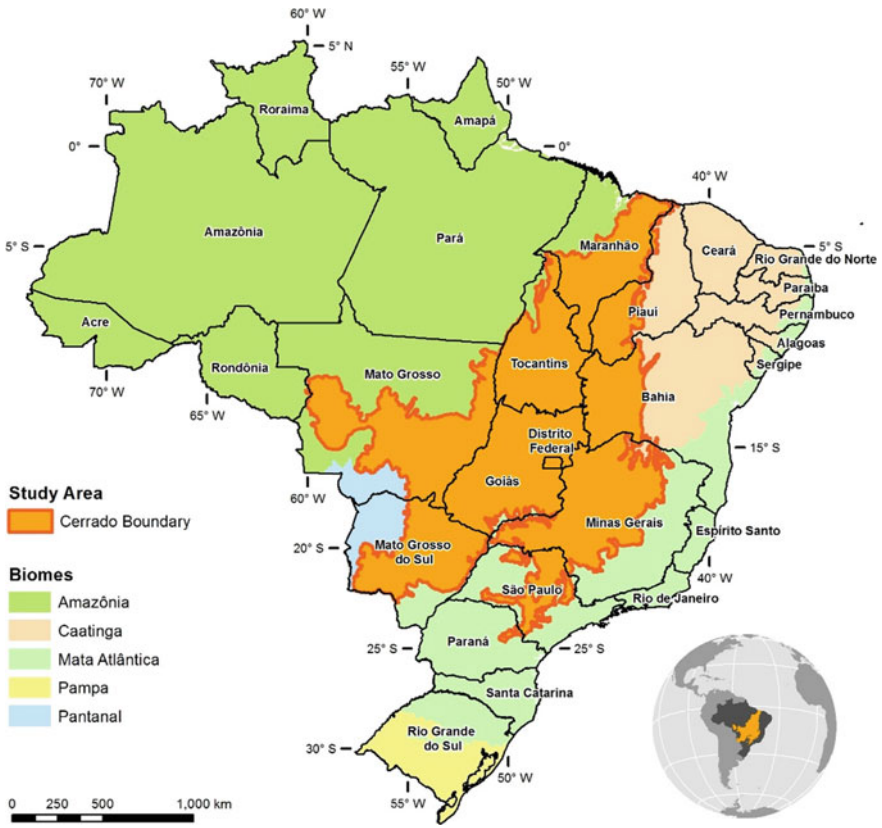 60° W
5° N
55° W
50° W
70° W
Roraima
Amapá
0°
0°
40° W
Amazônia
Pará
Maranhão
Ceará
5° S
5° S
Rio Grande do Norte
Paraiba
Piaui
Pernambuco
Acre
Alagoas
Rondônia
Mato Grosso
Tocantins
Sergipe
70° W
Bahia
65° W
Distrito
Federal
15° S
Study Area
60° W
Goiás
Cerrado Boundary
Minas Gerais
Espírito Santo
20° S
Mato Grosso
do Sul
Biomes
40° W
São Paulo
Rio de Janeiro
Amazônia
Caatinga
Mata Atlântica
Paraná
25° S
25° S
Pampa
Santa Catarina
Pantanal
Rio Grande
do Sul
30° S
50° W
55° W
0 250 500 1,000 km